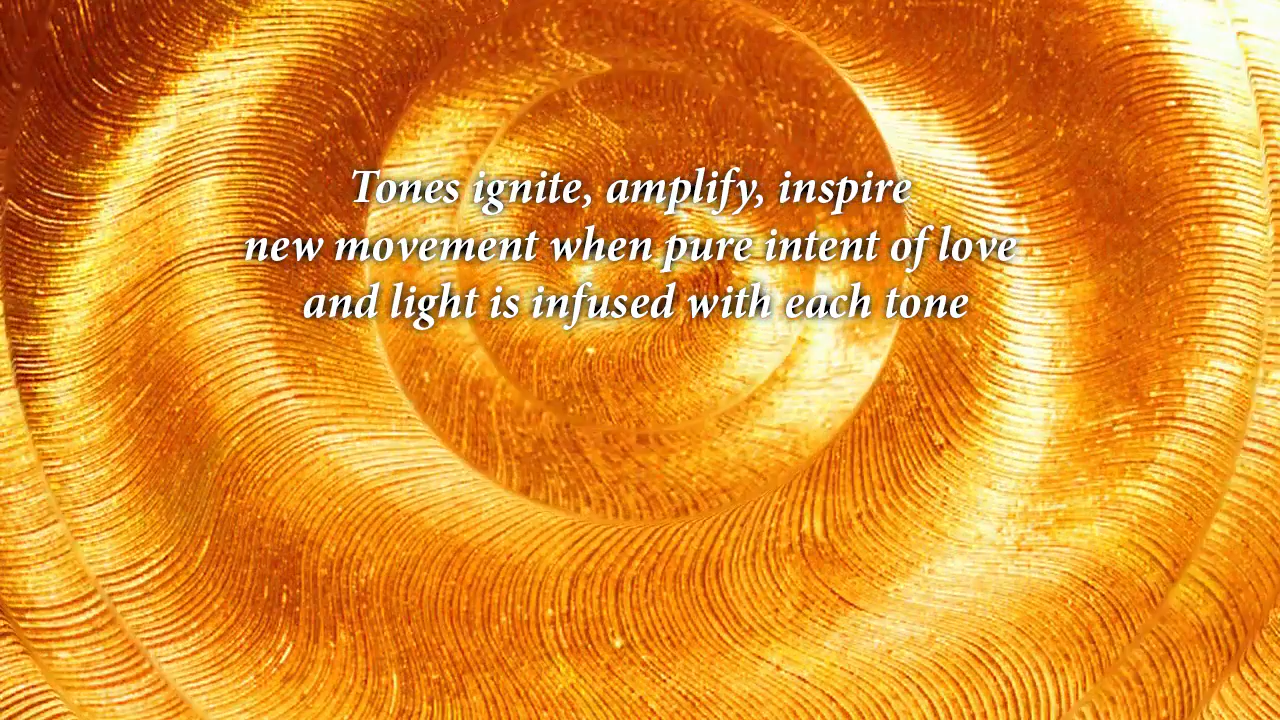 Tones ignite, amplify, inspire
new movement when pure intent of love
and light is infused with each tone